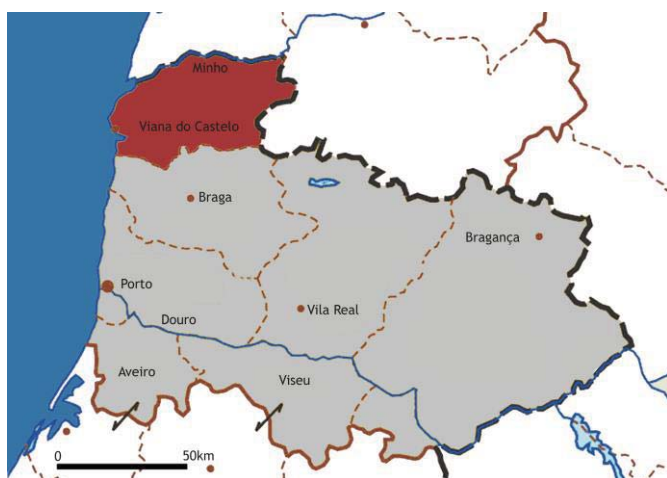 Minho
Viana do Castelo
Braga
Bragança
Porto
Vila Real
Douro
Aveiro
Viseu
0 50km